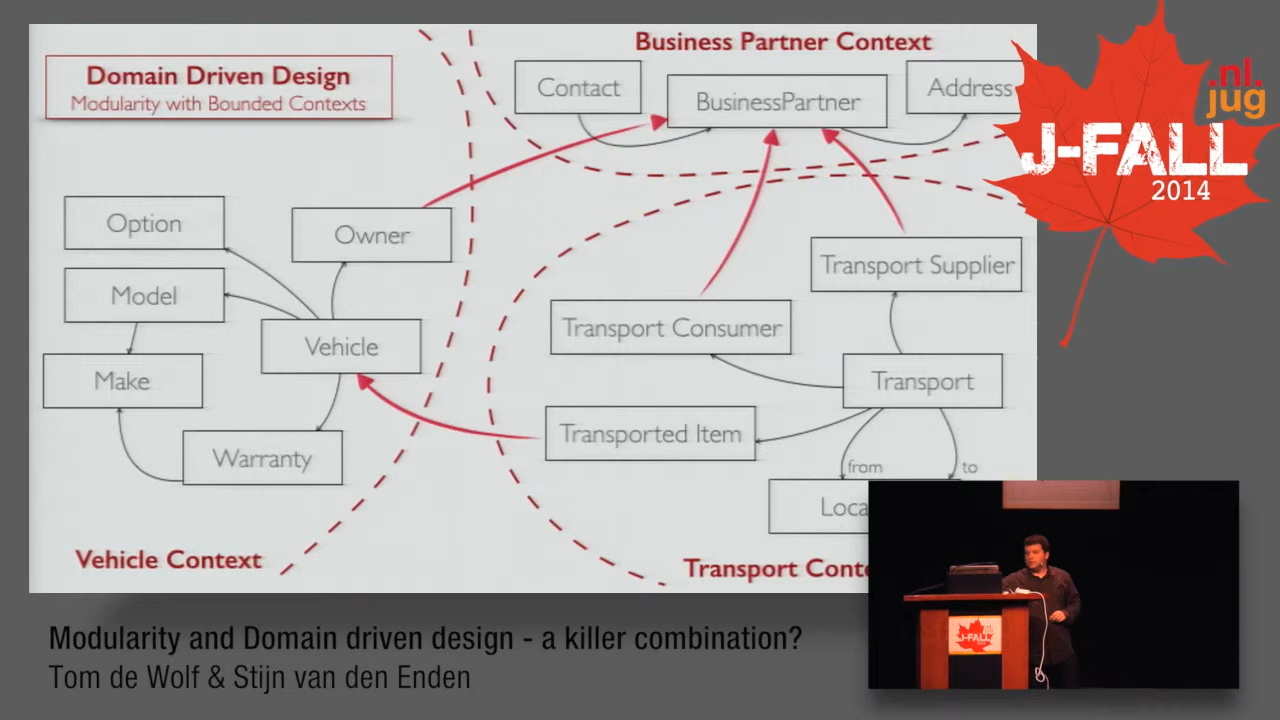 Domain Driven Design
Modularity with Bounded Contexts
Business Partner Context
Contact
BusinessPartner
Address
.nl.
jug
J-FALL
2014
Option
Owner
Model
Transport Supplier
Vehicle
Transport Consumer
Make
Transport
Transported Item
Warranty
from
to
Vehicle Context
Transport
J-FALL
Modularity and Domain driven design - a killer combination?
Tom de Wolf & Stijn van den Enden